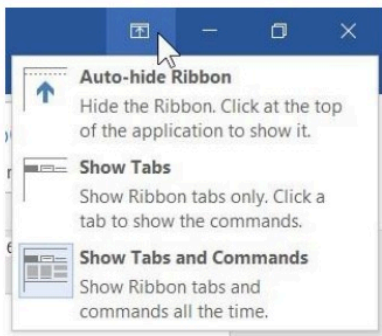 Auto-hide Ribbon
Hide the Ribbon. Click at the top
of the application to show it.
Show Tabs
Show Ribbon tabs only. Click a
tab to show the commands.
Show Tabs and Commands
Show Ribbon tabs and
commands all the time.